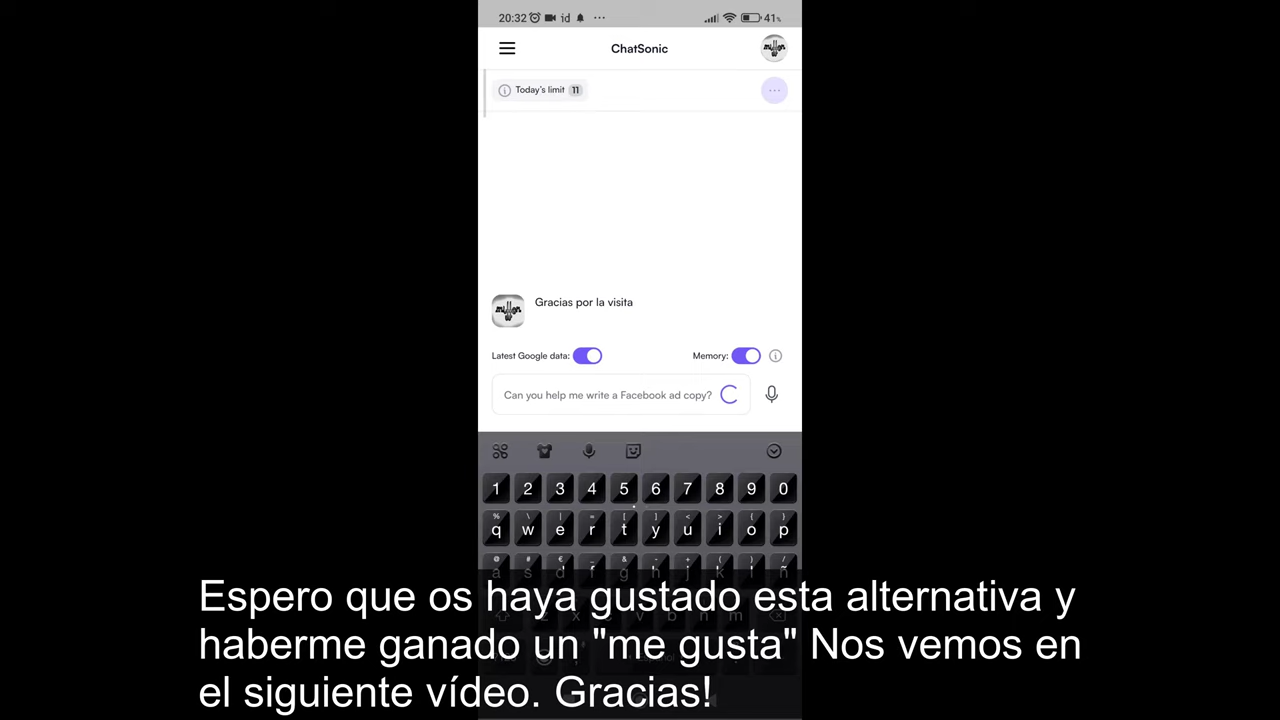 20:32 id ... 41%
ChatSonic
Today's limit 11
...
Gracias por la visita
Latest Google data: Memory:
Can you help me write a Facebook ad copy?
1 2 3 4 5 6 7 8 9 0
% \ | = [ ] < > { }
q w e r t y u i o p
@ # € _ & - + ( ) /
a s d f g h j k l ñ
z x c v b n m
Español
Espero que os haya gustado esta alternativa y
haberme ganado un "me gusta" Nos vemos en
el siguiente vídeo. Gracias!